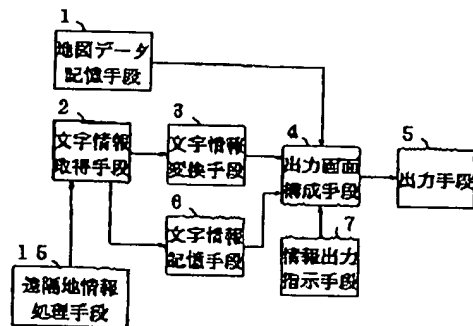 1
地図データ
記憶手段
2
文字情報
取得手段
3
文字情報
変換手段
4
出力画面
構成手段
5
出力手段
6
文字情報
記憶手段
7
情報出力
指示手段
15
遠隔地情報
処理手段